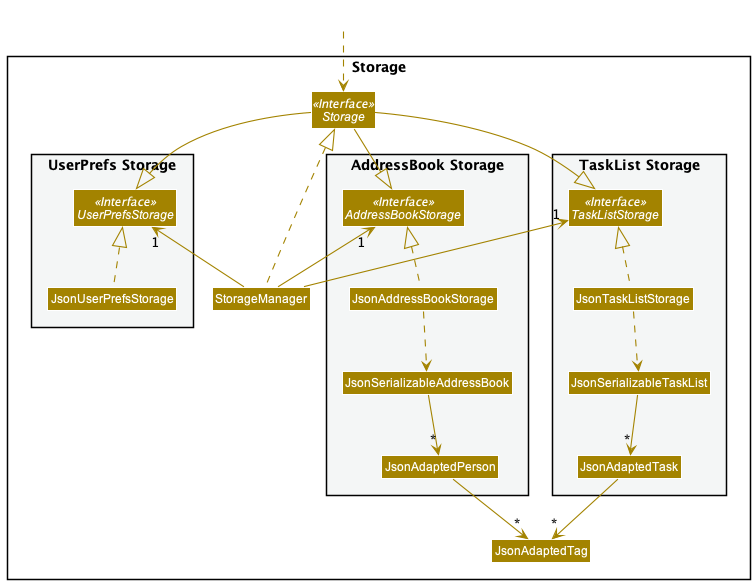 Storage
«Interface»
Storage
UserPrefs Storage
AddressBook Storage
TaskList Storage
«Interface»
UserPrefsStorage
«Interface»
AddressBookStorage
«Interface»
TaskListStorage
1
1
1
JsonUserPrefsStorage
StorageManager
JsonAddressBookStorage
JsonTaskListStorage
JsonSerializableAddressBook
JsonSerializableTaskList
*
*
JsonAdaptedPerson
JsonAdaptedTask
*
*
JsonAdaptedTag